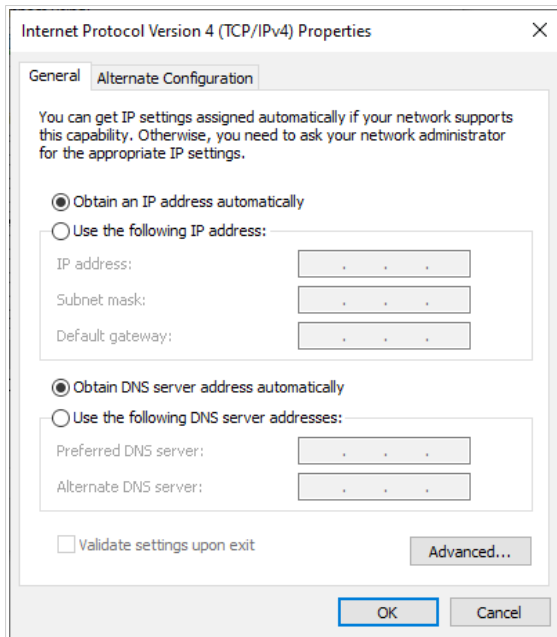 Internet Protocol Version 4 (TCP/IPv4) Properties
General
Alternate Configuration
You can get IP settings assigned automatically if your network supports
this capability. Otherwise, you need to ask your network administrator
for the appropriate IP settings.
Obtain an IP address automatically
Use the following IP address:
IP address:
Subnet mask:
Default gateway:
Obtain DNS server address automatically
Use the following DNS server addresses:
Preferred DNS server:
Alternate DNS server:
Validate settings upon exit
Advanced...
OK
Cancel